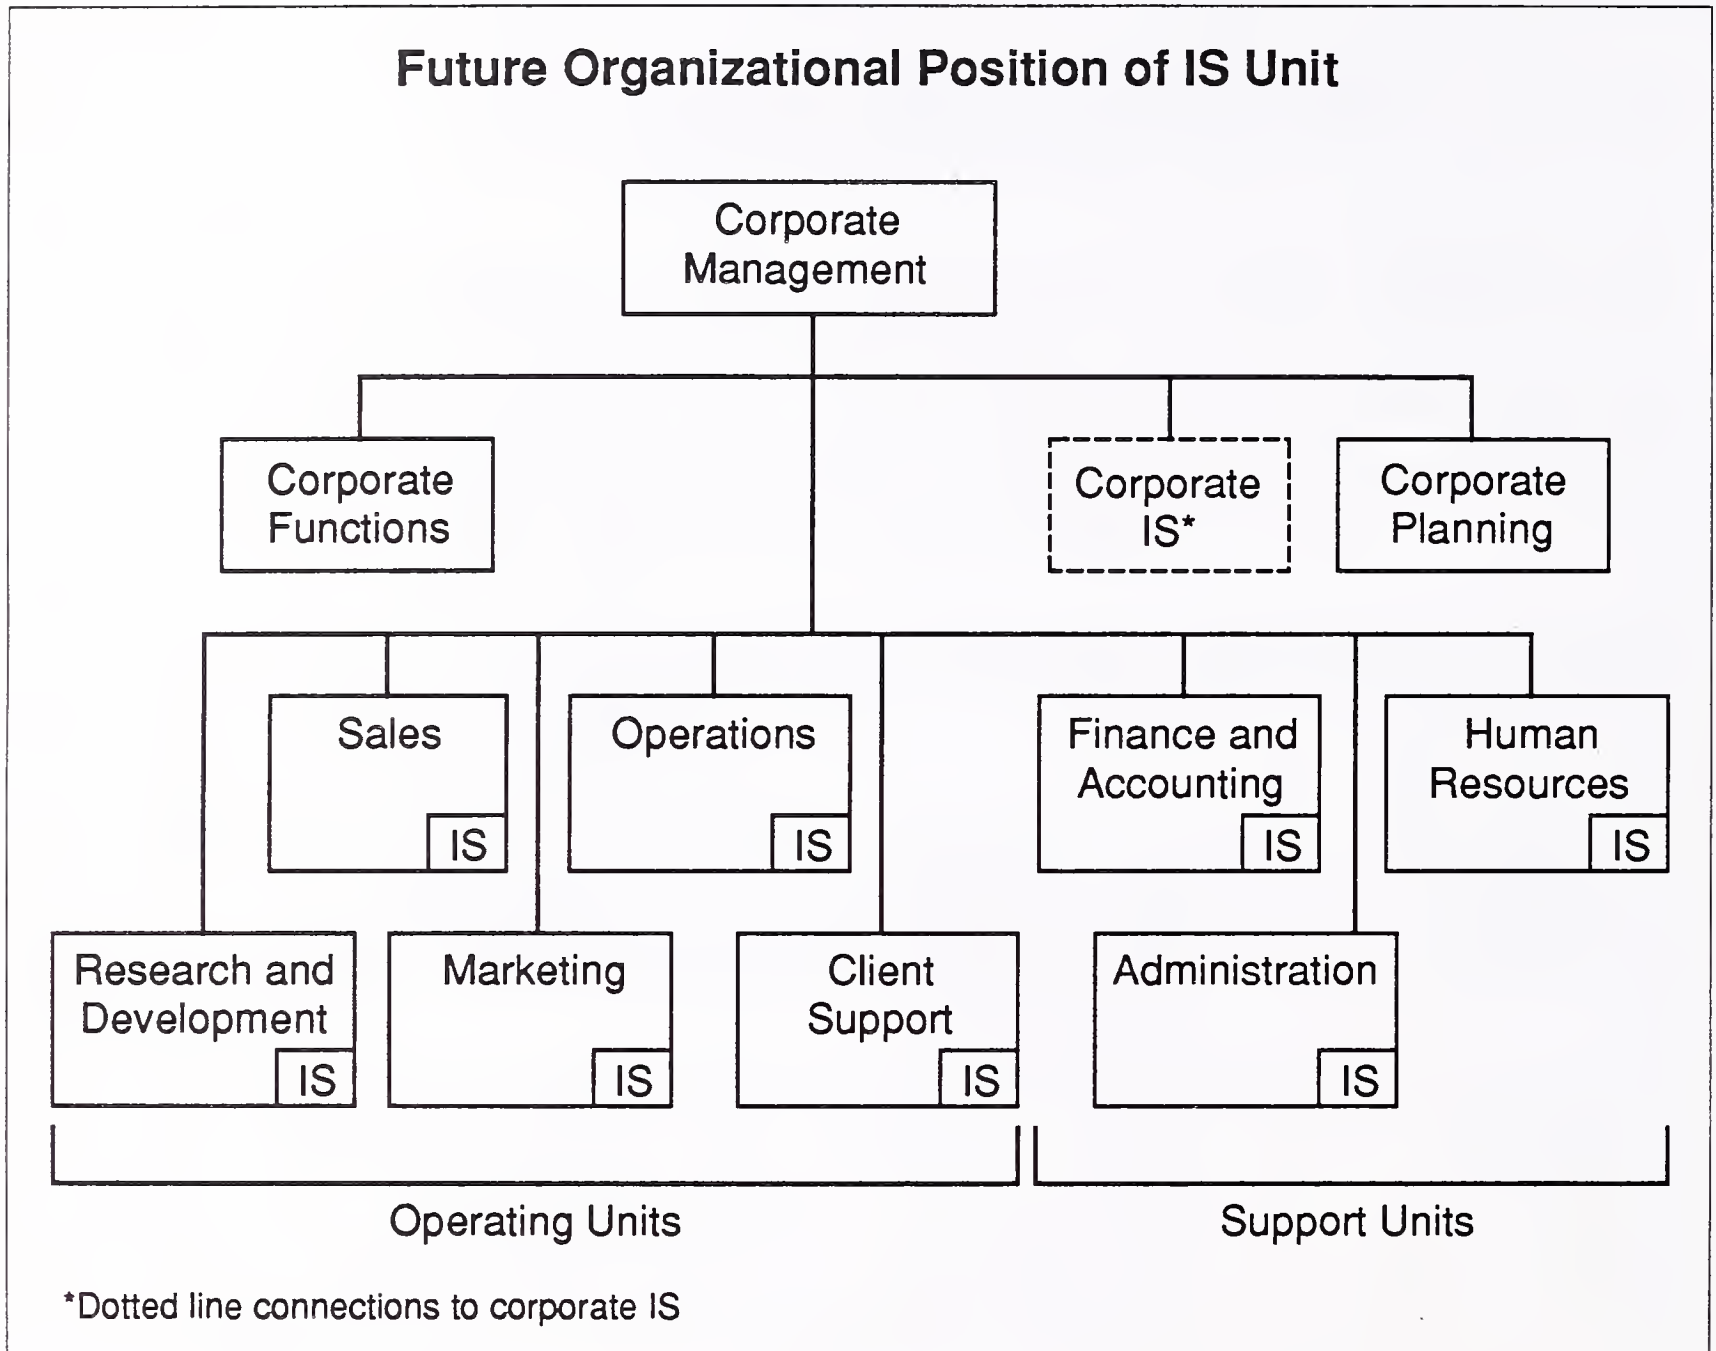 Future Organizational Position of IS Unit
Corporate
Management
Corporate
Functions
Corporate
IS*
Corporate
Planning
Sales
IS
Operations
IS
Finance and
Accounting
IS
Human
Resources
IS
Research and
Development
IS
Marketing
IS
Client
Support
IS
Administration
IS
Operating Units
Support Units
*Dotted line connections to corporate IS